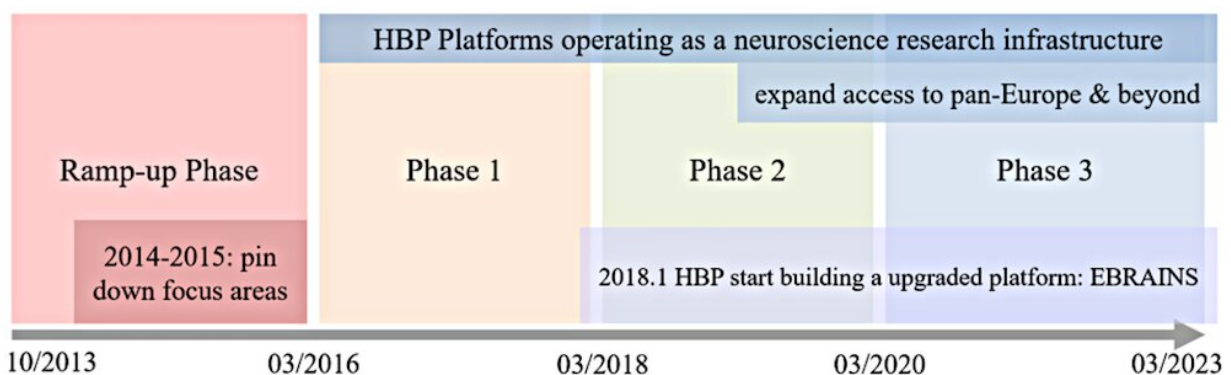 HBP Platforms operating as a neuroscience research infrastructure
expand access to pan-Europe & beyond
Ramp-up Phase
Phase 1
Phase 2
Phase 3
2014-2015: pin
down focus areas
2018.1 HBP start building a upgraded platform: EBRAINS
10/2013
03/2016
03/2018
03/2020
03/2023